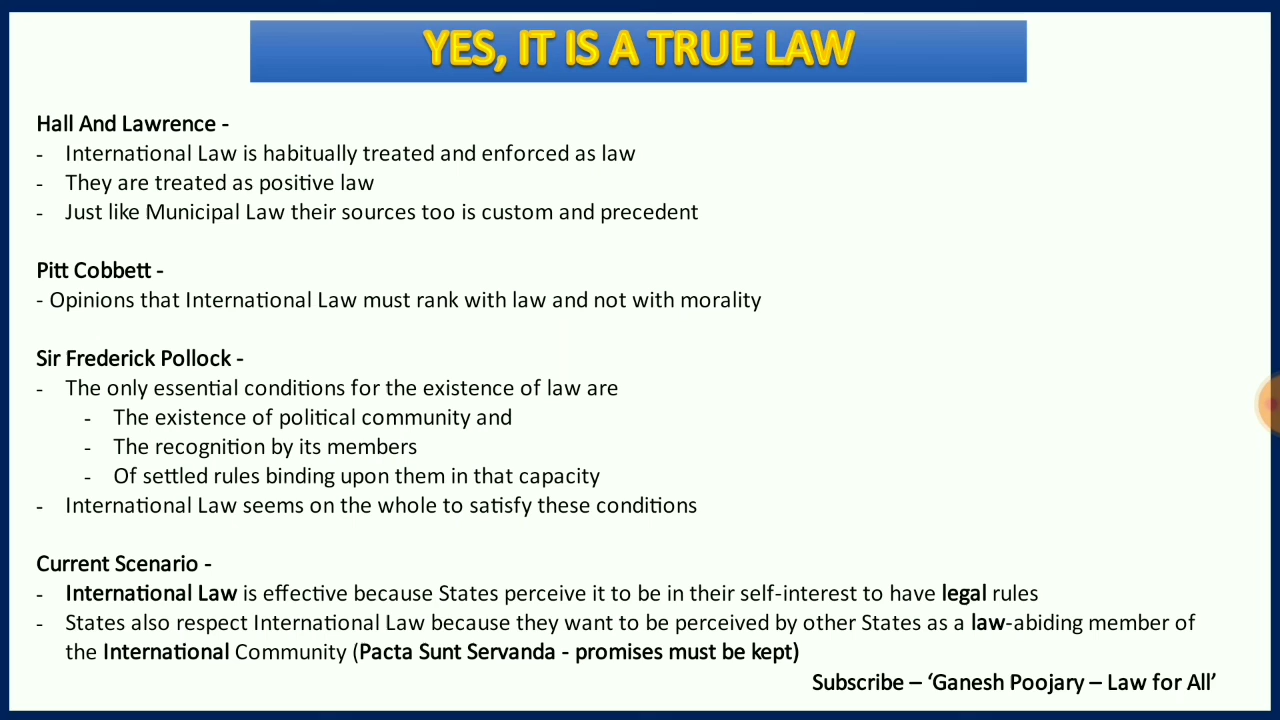 YES, IT IS A TRUE LAW
Hall And Lawrence -
- International Law is habitually treated and enforced as law
- They are treated as positive law
- Just like Municipal Law their sources too is custom and precedent
Pitt Cobbett -
- Opinions that International Law must rank with law and not with morality
Sir Frederick Pollock -
- The only essential conditions for the existence of law are
- The existence of political community and
- The recognition by its members
- Of settled rules binding upon them in that capacity
- International Law seems on the whole to satisfy these conditions
Current Scenario -
- International Law is effective because States perceive it to be in their self-interest to have legal rules
- States also respect International Law because they want to be perceived by other States as a law-abiding member of
the International Community (Pacta Sunt Servanda - promises must be kept)
Subscribe – ‘Ganesh Poojary – Law for All’